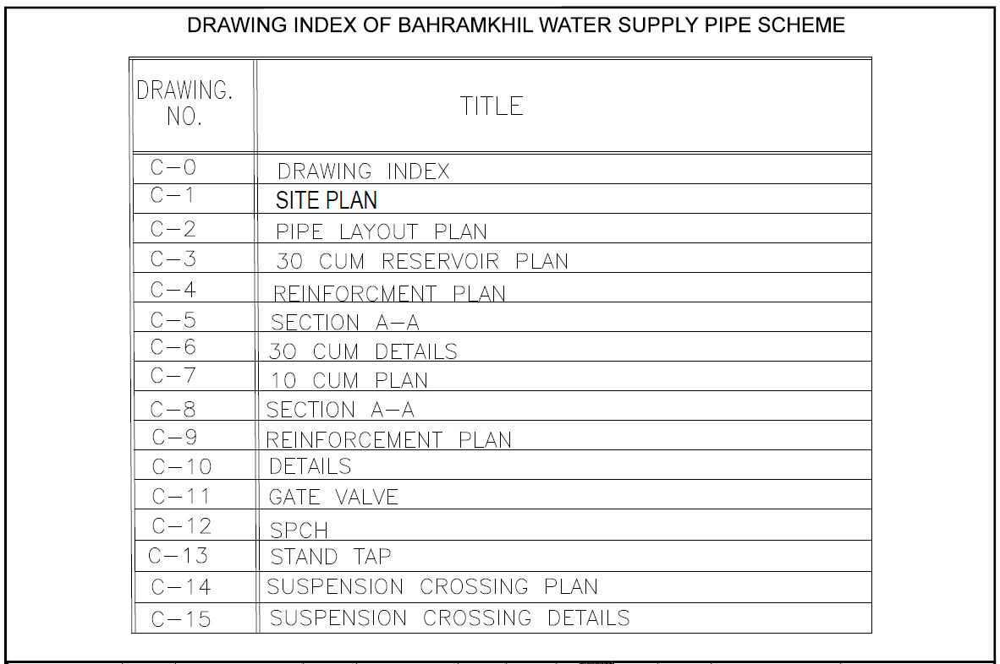 DRAWING INDEX OF BAHRAMKHIL WATER SUPPLY PIPE SCHEME
DRAWING. NO. TITLE
C-0 DRAWING INDEX
C-1 SITE PLAN
C-2 PIPE LAYOUT PLAN
C-3 30 CUM RESERVOIR PLAN
C-4 REINFORCMENT PLAN
C-5 SECTION A-A
C-6 30 CUM DETAILS
C-7 10 CUM PLAN
C-8 SECTION A-A
C-9 REINFORCEMENT PLAN
C-10 DETAILS
C-11 GATE VALVE
C-12 SPCH
C-13 STAND TAP
C-14 SUSPENSION CROSSING PLAN
C-15 SUSPENSION CROSSING DETAILS